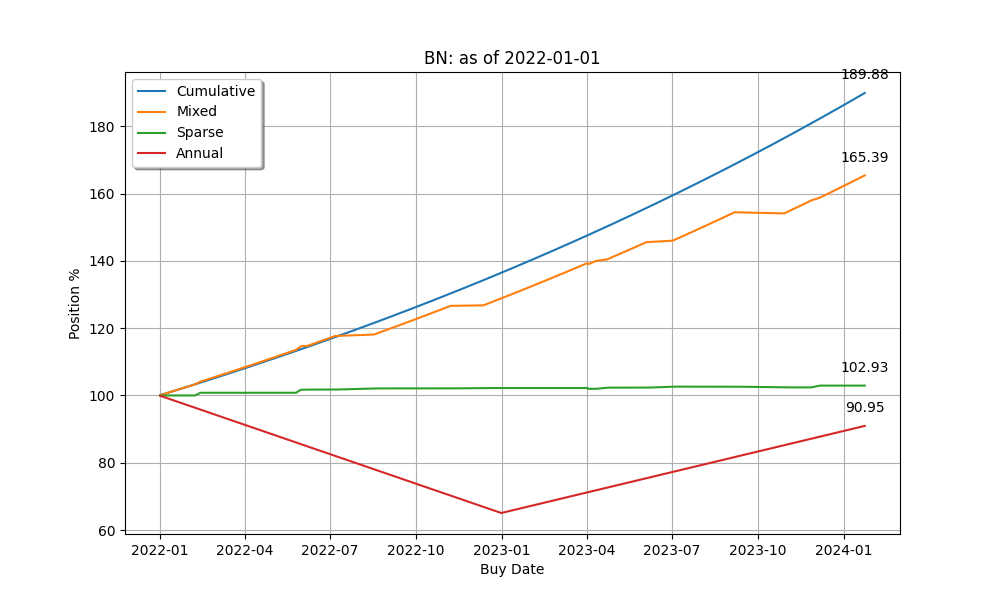 BN: as of 2022-01-01
189.88
Cumulative
Mixed
Sparse
Annual
165.39
102.93
90.95
180
160
140
120
100
80
60
Position %
2022-01 2022-04 2022-07 2022-10 2023-01 2023-04 2023-07 2023-10 2024-01
Buy Date